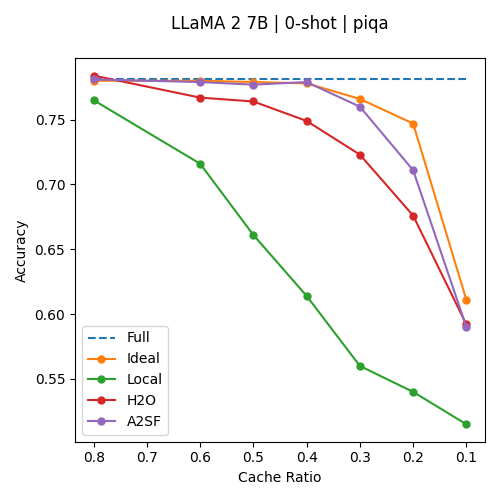 LLaMA 2 7B | 0-shot | piqa
Accuracy
0.75
0.70
0.65
0.60
0.55
Full
Ideal
Local
H2O
A2SF
0.8 0.7 0.6 0.5 0.4 0.3 0.2 0.1
Cache Ratio